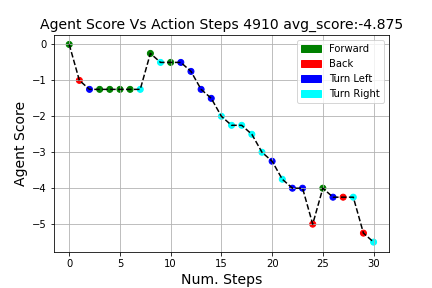 Agent Score Vs Action Steps 4910 avg_score:-4.875
Agent Score
0
−1
−2
−3
−4
−5
Forward
Back
Turn Left
Turn Right
0 5 10 15 20 25 30
Num. Steps